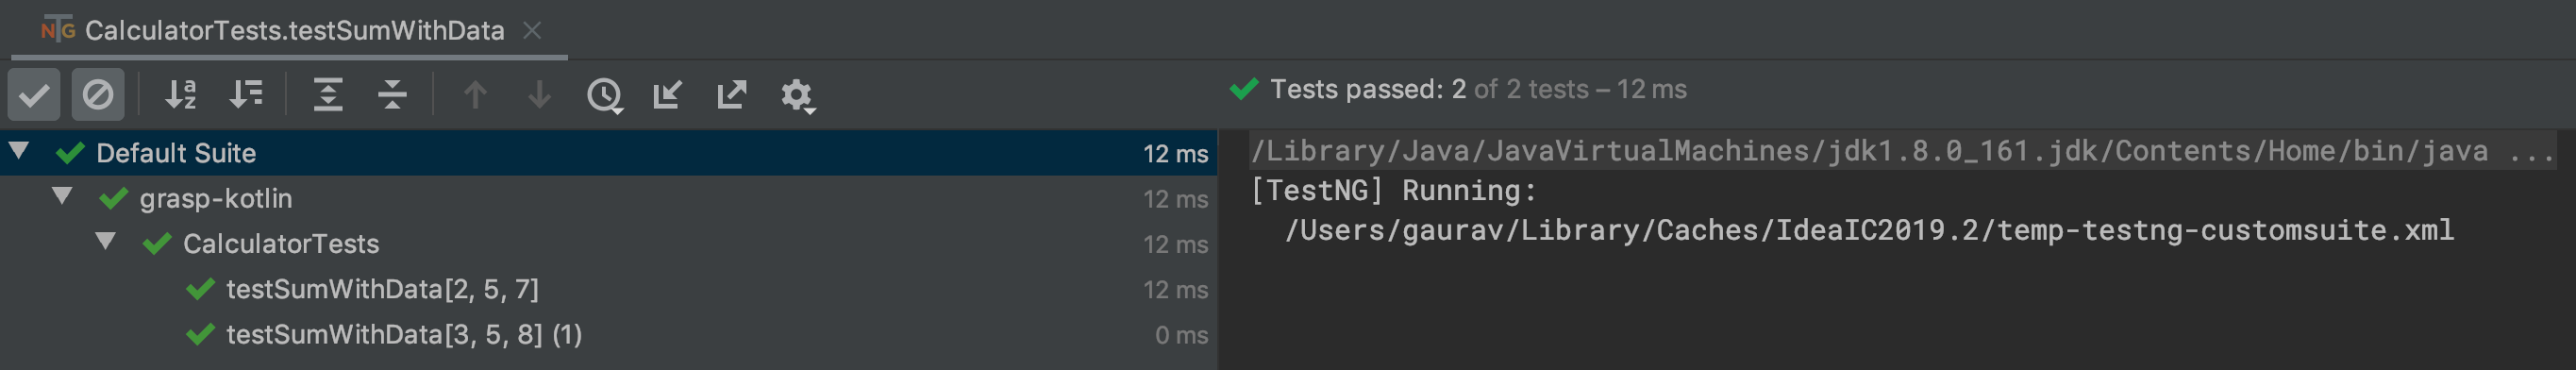 NTG CalculatorTests.testSumWithData
Tests passed: 2 of 2 tests – 12 ms
Default Suite 12 ms
grasp-kotlin 12 ms
CalculatorTests 12 ms
testSumWithData[2, 5, 7] 12 ms
testSumWithData[3, 5, 8] (1) 0 ms
/Library/Java/JavaVirtualMachines/jdk1.8.0_161.jdk/Contents/Home/bin/java ...
[TestNG] Running:
/Users/gaurav/Library/Caches/IdeaIC2019.2/temp-testng-customsuite.xml